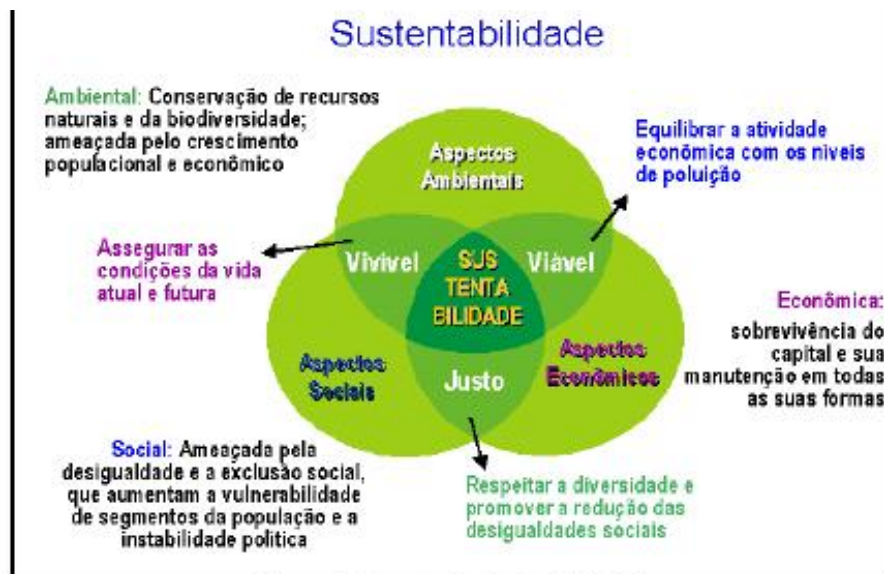 Sustentabilidade
Ambiental: Conservação de recursos
naturais e da biodiversidade;
ameaçada pelo crescimento
populacional e econômico
Aspectos
Ambientais
Equilibrar a atividade
econômica com os níveis
de poluição
Assegurar as
condições da vida
atual e futura
Vivível
SUS
TENTA
BILIDADE
Viável
Econômica:
sobrevivência do
capital e sua
manutenção em todas
as suas formas
Aspectos
Sociais
Justo
Aspectos
Econômicos
Social: Ameaçada pela
desigualdade e a exclusão social,
que aumentam a vulnerabilidade
de segmentos da população e a
instabilidade política
Respeitar a diversidade e
promover a redução das
desigualdades sociais